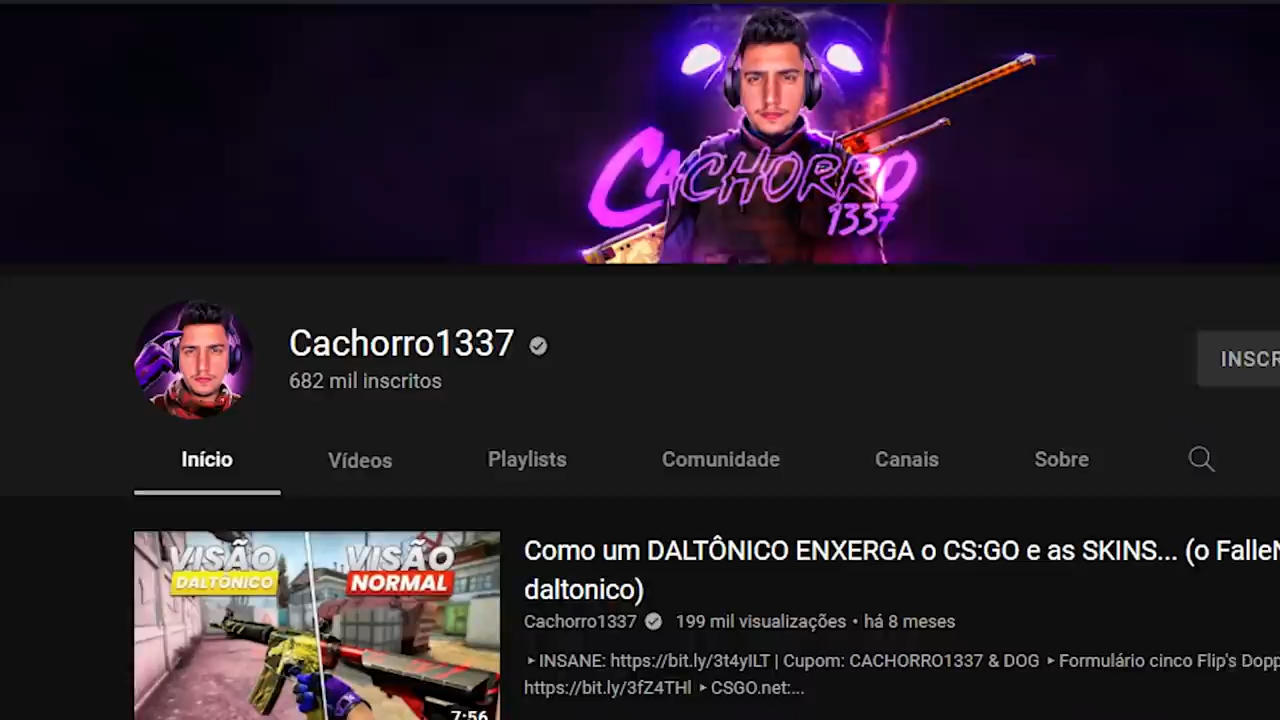 CACHORRO
1337
Cachorro1337
682 mil inscritos
INSCR
Início
Vídeos
Playlists
Comunidade
Canais
Sobre
VISÃO
DALTÔNICO
VISÃO
NORMAL
7:56
Como um DALTÔNICO ENXERGA o CS:GO e as SKINS... (o FalleN
daltonico)
Cachorro1337 199 mil visualizações • há 8 meses
‣ INSANE: https://bit.ly/3t4yILT | Cupom: CACHORRO1337 & DOG ‣ Formulário cinco Flip's Dopp
https://bit.ly/3fZ4THl ‣ CSGO.net:...